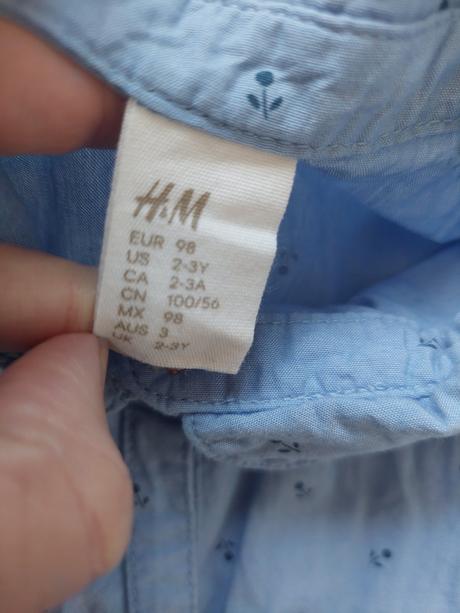 H&M
EUR 98
US 2-3Y
CA 2-3A
CN 100/56
MX 98
AUS 3
UK 2-3Y